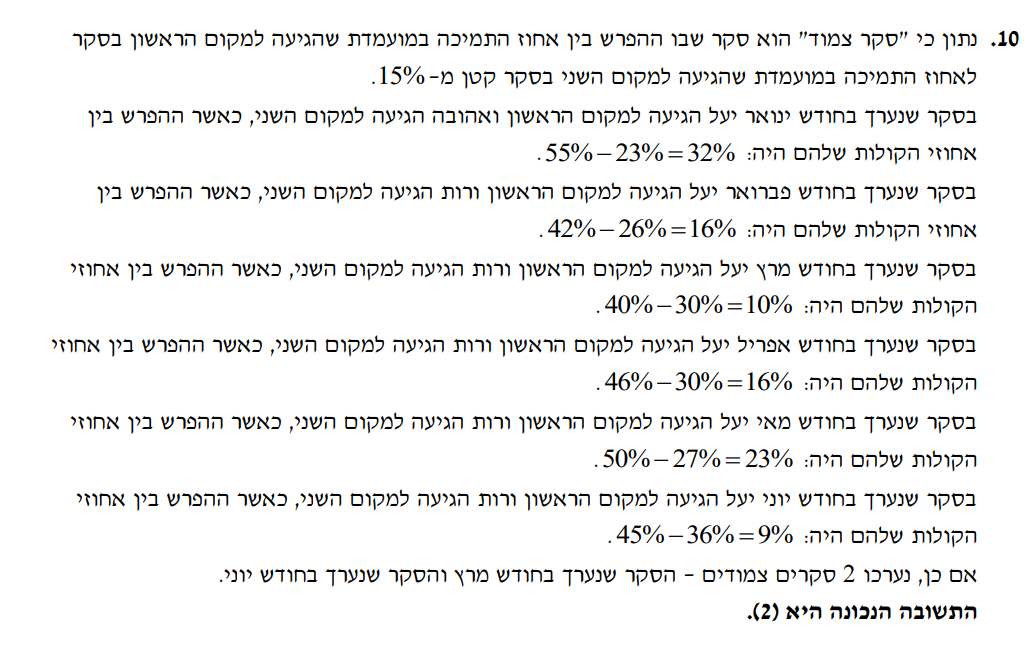 10. נתון כי "סקר צמוד" הוא סקר שבו ההפרש בין אחוז התמיכה במועמדת שהגיעה למקום הראשון בסקר
לאחוז התמיכה במועמדת שהגיעה למקום השני בסקר קטן מ-15%.
בסקר שנערך בחודש ינואר יעל הגיעה למקום הראשון ואהובה הגיעה למקום השני, כאשר ההפרש בין
אחוזי הקולות שלהם היה: 55% – 23% = 32%.
בסקר שנערך בחודש פברואר יעל הגיעה למקום הראשון ורות הגיעה למקום השני, כאשר ההפרש בין
אחוזי הקולות שלהם היה: 42% – 26% = 16%.
בסקר שנערך בחודש מרץ יעל הגיעה למקום הראשון ורות הגיעה למקום השני, כאשר ההפרש בין אחוזי
הקולות שלהם היה: 40% – 30% = 10%.
בסקר שנערך בחודש אפריל יעל הגיעה למקום הראשון ורות הגיעה למקום השני, כאשר ההפרש בין אחוזי
הקולות שלהם היה: 46% – 30% = 16%.
בסקר שנערך בחודש מאי יעל הגיעה למקום הראשון ורות הגיעה למקום השני, כאשר ההפרש בין אחוזי
הקולות שלהם היה: 50% – 27% = 23%.
בסקר שנערך בחודש יוני יעל הגיעה למקום הראשון ורות הגיעה למקום השני, כאשר ההפרש בין אחוזי
הקולות שלהם היה: 45% – 36% = 9%.
אם כן, נערכו 2 סקרים צמודים - הסקר שנערך בחודש מרץ והסקר שנערך בחודש יוני.
התשובה הנכונה היא (2).